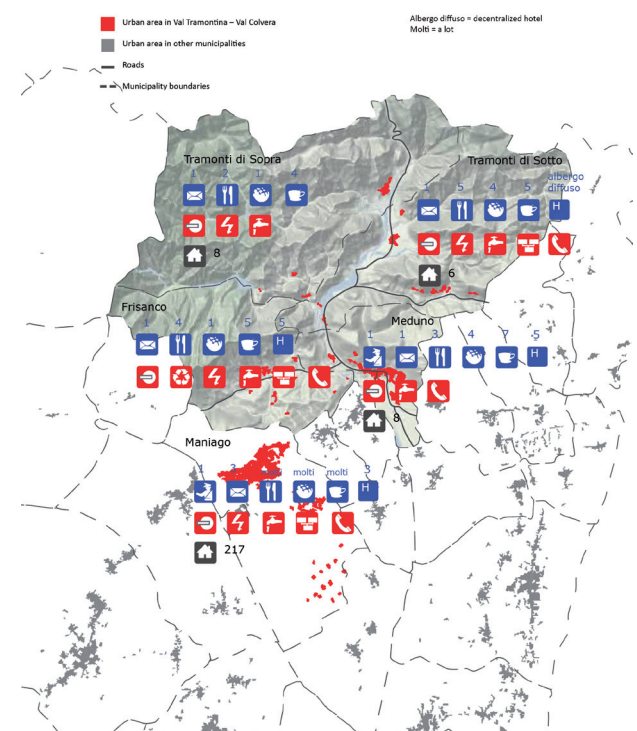 Urban area in Val Tramontina – Val Colvera
Urban area in other municipalities
Roads
Municipality boundaries
Albergo diffuso = decentralized hotel
Molti = a lot
Tramonti di Sopra
1 2 1 4
8
Tramonti di Sotto
albergo
diffuso
1 5 4 5
H
6
Frisanco
1 4 1 5 5
H
Meduno
1 1 3 4 7 5
H
8
Maniago
1 3 molti molti 3
H
217